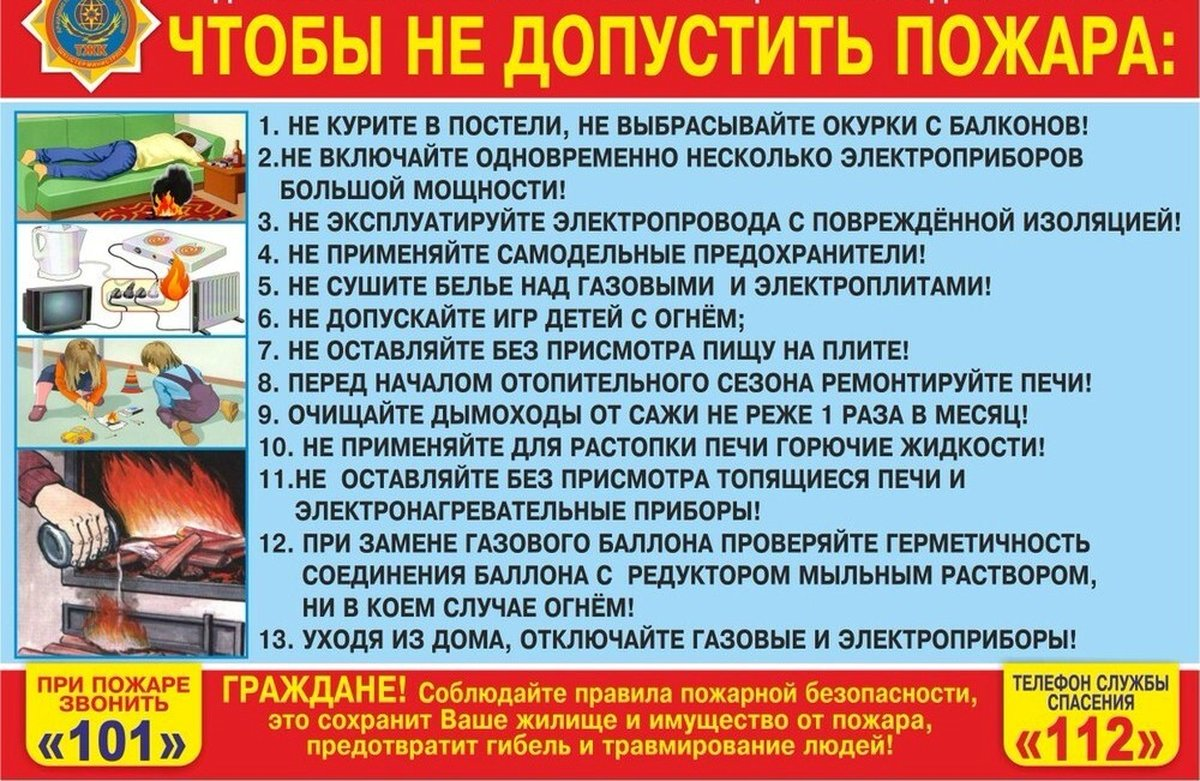 ТЖК
ЧТОБЫ НЕ ДОПУСТИТЬ ПОЖАРА:
1. НЕ КУРИТЕ В ПОСТЕЛИ, НЕ ВЫБРАСЫВАЙТЕ ОКУРКИ С БАЛКОНОВ!
2.НЕ ВКЛЮЧАЙТЕ ОДНОВРЕМЕННО НЕСКОЛЬКО ЭЛЕКТРОПРИБОРОВ
БОЛЬШОЙ МОЩНОСТИ!
3. НЕ ЭКСПЛУАТИРУЙТЕ ЭЛЕКТРОПРОВОДА С ПОВРЕЖДЁННОЙ ИЗОЛЯЦИЕЙ!
4. НЕ ПРИМЕНЯЙТЕ САМОДЕЛЬНЫЕ ПРЕДОХРАНИТЕЛИ!
5. НЕ СУШИТЕ БЕЛЬЕ НАД ГАЗОВЫМИ И ЭЛЕКТРОПЛИТАМИ!
6. НЕ ДОПУСКАЙТЕ ИГР ДЕТЕЙ С ОГНЁМ;
7. НЕ ОСТАВЛЯЙТЕ БЕЗ ПРИСМОТРА ПИЩУ НА ПЛИТЕ!
8. ПЕРЕД НАЧАЛОМ ОТОПИТЕЛЬНОГО СЕЗОНА РЕМОНТИРУЙТЕ ПЕЧИ!
9. ОЧИЩАЙТЕ ДЫМОХОДЫ ОТ САЖИ НЕ РЕЖЕ 1 РАЗА В МЕСЯЦ!
10. НЕ ПРИМЕНЯЙТЕ ДЛЯ РАСТОПКИ ПЕЧИ ГОРЮЧИЕ ЖИДКОСТИ!
11.НЕ ОСТАВЛЯЙТЕ БЕЗ ПРИСМОТРА ТОПЯЩИЕСЯ ПЕЧИ И
ЭЛЕКТРОНАГРЕВАТЕЛЬНЫЕ ПРИБОРЫ!
12. ПРИ ЗАМЕНЕ ГАЗОВОГО БАЛЛОНА ПРОВЕРЯЙТЕ ГЕРМЕТИЧНОСТЬ
СОЕДИНЕНИЯ БАЛЛОНА С РЕДУКТОРОМ МЫЛЬНЫМ РАСТВОРОМ,
НИ В КОЕМ СЛУЧАЕ ОГНЁМ!
13. УХОДЯ ИЗ ДОМА, ОТКЛЮЧАЙТЕ ГАЗОВЫЕ И ЭЛЕКТРОПРИБОРЫ!
ПРИ ПОЖАРЕ
ЗВОНИТЬ
«101»
ГРАЖДАНЕ! Соблюдайте правила пожарной безопасности,
это сохранит Ваше жилище и имущество от пожара,
предотвратит гибель и травмирование людей!
ТЕЛЕФОН СЛУЖБЫ
СПАСЕНИЯ
«112»